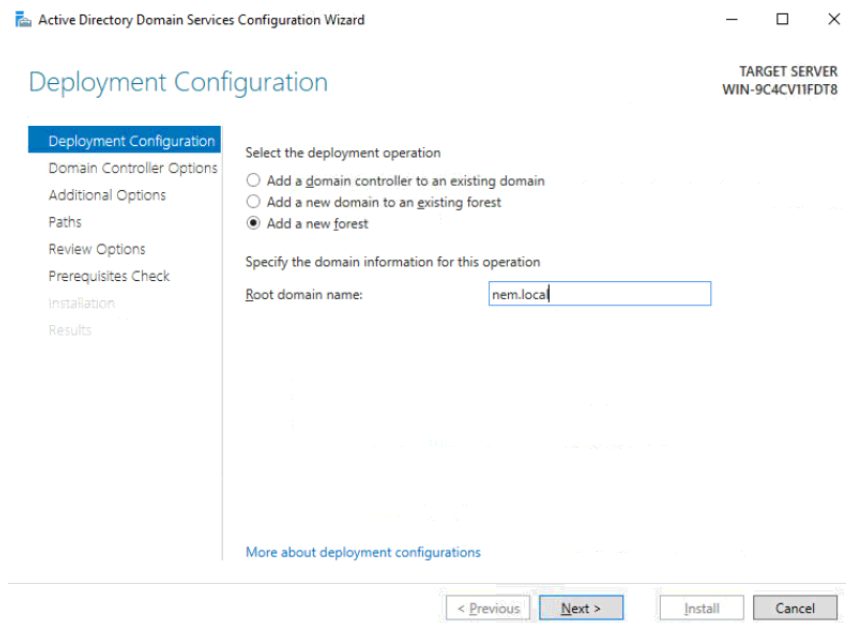 Active Directory Domain Services Configuration Wizard
Deployment Configuration
TARGET SERVER
WIN-9C4CV11FDT8
Deployment Configuration
Domain Controller Options
Additional Options
Paths
Review Options
Prerequisites Check
Installation
Results
Select the deployment operation
Add a domain controller to an existing domain
Add a new domain to an existing forest
Add a new forest
Specify the domain information for this operation
Root domain name:
nem.local
More about deployment configurations
< Previous
Next >
Install
Cancel